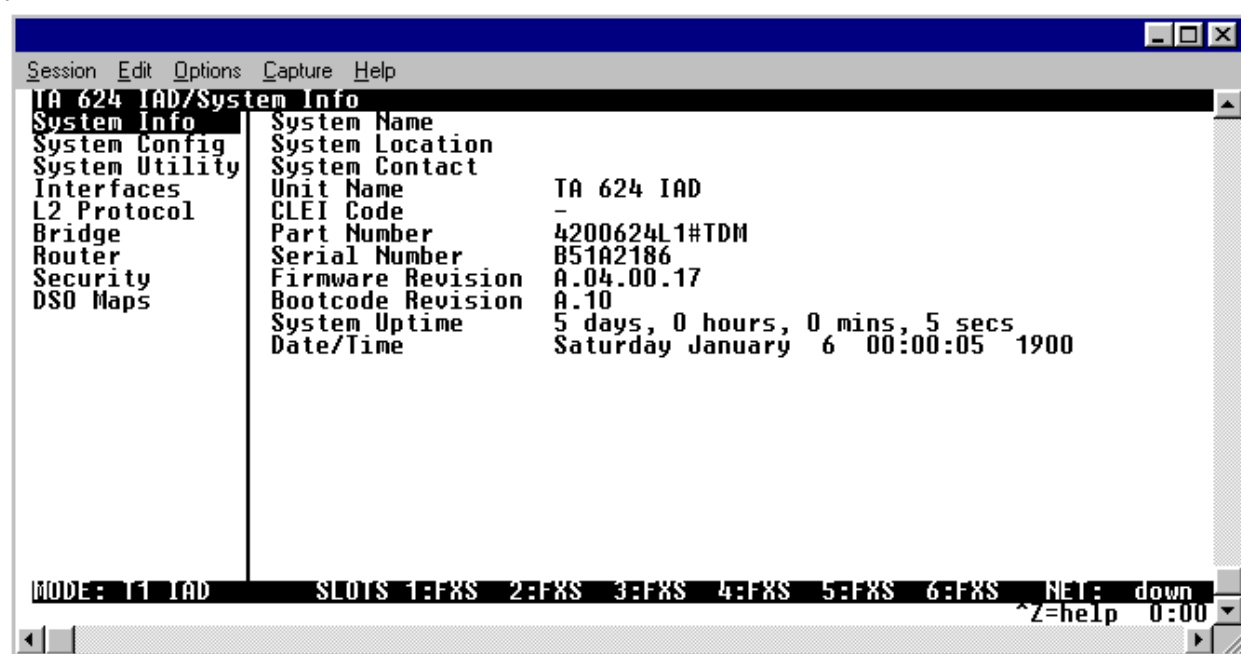 Session Edit Options Capture Help
TA 624 IAD/System Info
System Info System Name
System Config System Location
System Utility System Contact
Interfaces Unit Name TA 624 IAD
L2 Protocol CLEI Code -
Bridge Part Number 4200624L1#TDM
Router Serial Number B51A2186
Security Firmware Revision A.04.00.17
DS0 Maps Bootcode Revision A.10
System Uptime 5 days, 0 hours, 0 mins, 5 secs
Date/Time Saturday January 6 00:00:05 1900
MODE: T1 IAD SLOTS 1:FXS 2:FXS 3:FXS 4:FXS 5:FXS 6:FXS NET: down
^Z=help 0:00